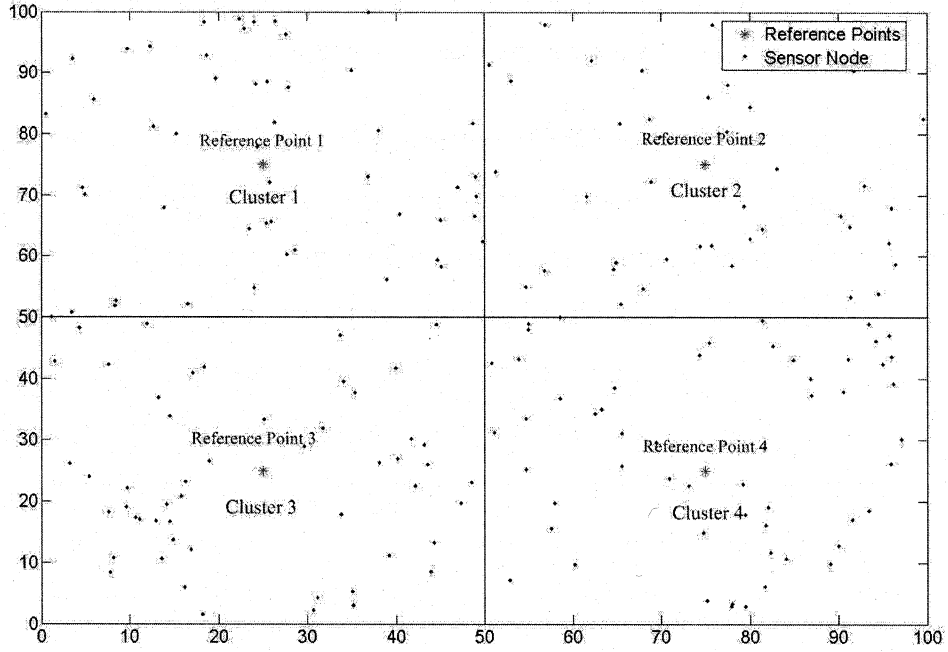 100
90
80
70
60
50
40
30
20
10
0
Reference Points
Sensor Node
Reference Point 1
Cluster 1
Reference Point 2
Cluster 2
Reference Point 3
Cluster 3
Reference Point 4
Cluster 4
0 10 20 30 40 50 60 70 80 90 100